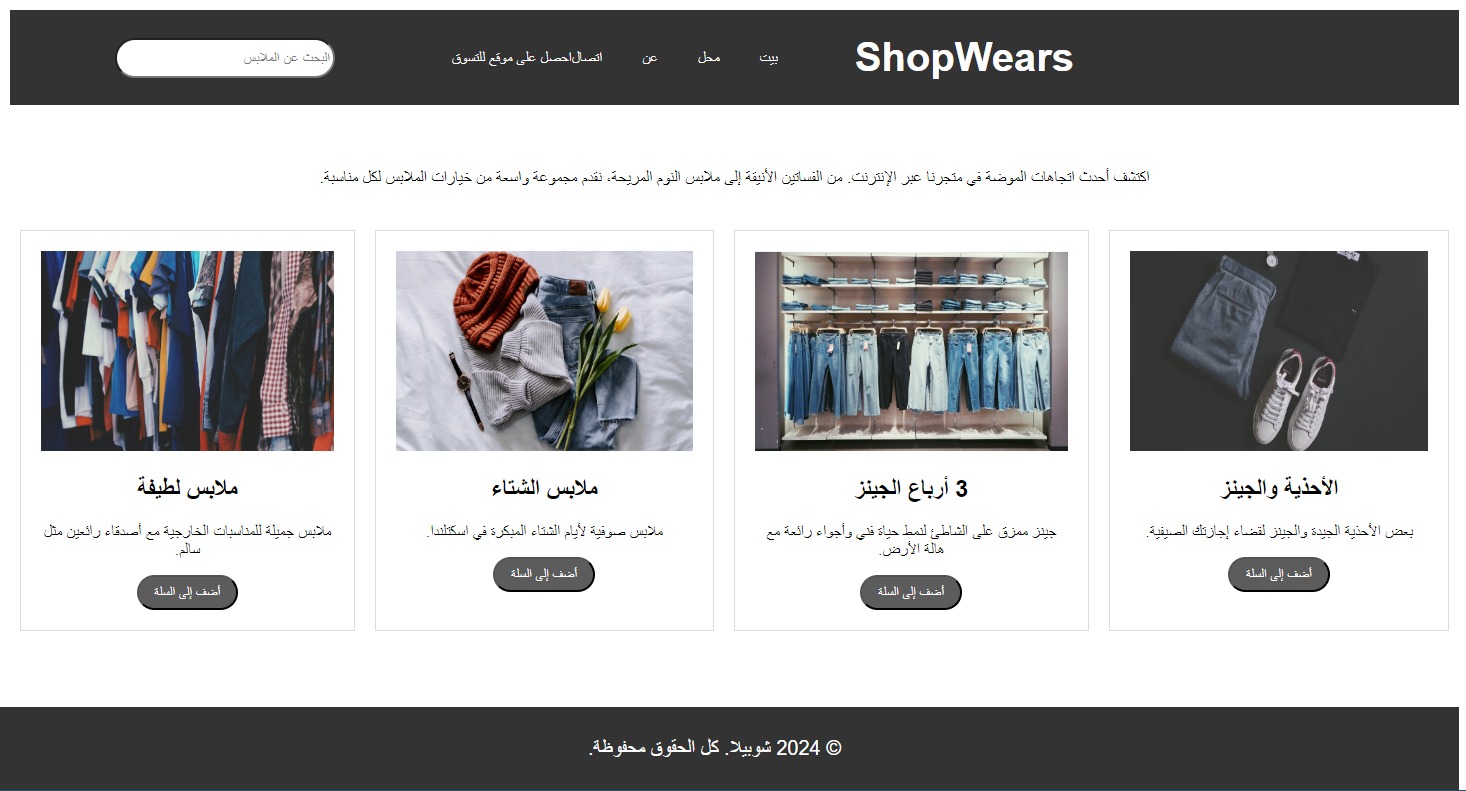 ShopWears
بيت
محل
عن
اتصالاحصل على موقع للتسوق
البحث عن الملابس
اكتشف أحدث اتجاهات الموضة في متجرنا عبر الإنترنت. من الفساتين الأنيقة إلى ملابس النوم المريحة، نقدم مجموعة واسعة من خيارات الملابس لكل مناسبة.
الأحذية والجينز
بعض الأحذية الجيدة والجينز لقضاء إجازتك الصيفية.
أضف إلى السلة
3 أرباع الجينز
جينز ممزق على الشاطئ لنمط حياة فني وأجواء رائعة مع
هالة الأرض.
أضف إلى السلة
ملابس الشتاء
ملابس صوفية لأيام الشتاء المبكرة في اسكتلندا.
أضف إلى السلة
ملابس لطيفة
ملابس جميلة للمناسبات الخارجية مع أصدقاء رائعين مثل
سالم.
أضف إلى السلة
© 2024 شوبيلا. كل الحقوق محفوظة.